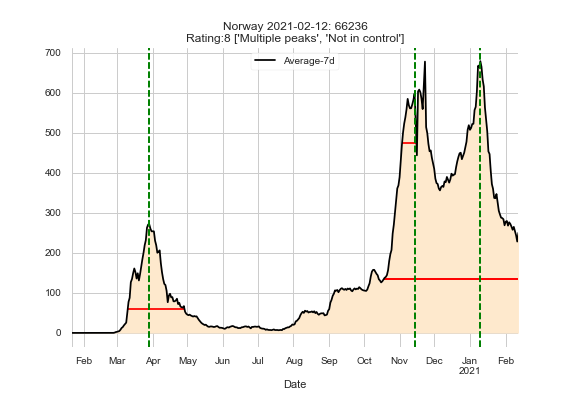 Norway 2021-02-12: 66236
Rating:8 ['Multiple peaks', 'Not in control']
Average-7d
700
600
500
400
300
200
100
0
Feb Mar Apr May Jun Jul Aug Sep Oct Nov Dec Jan Feb
2021
Date